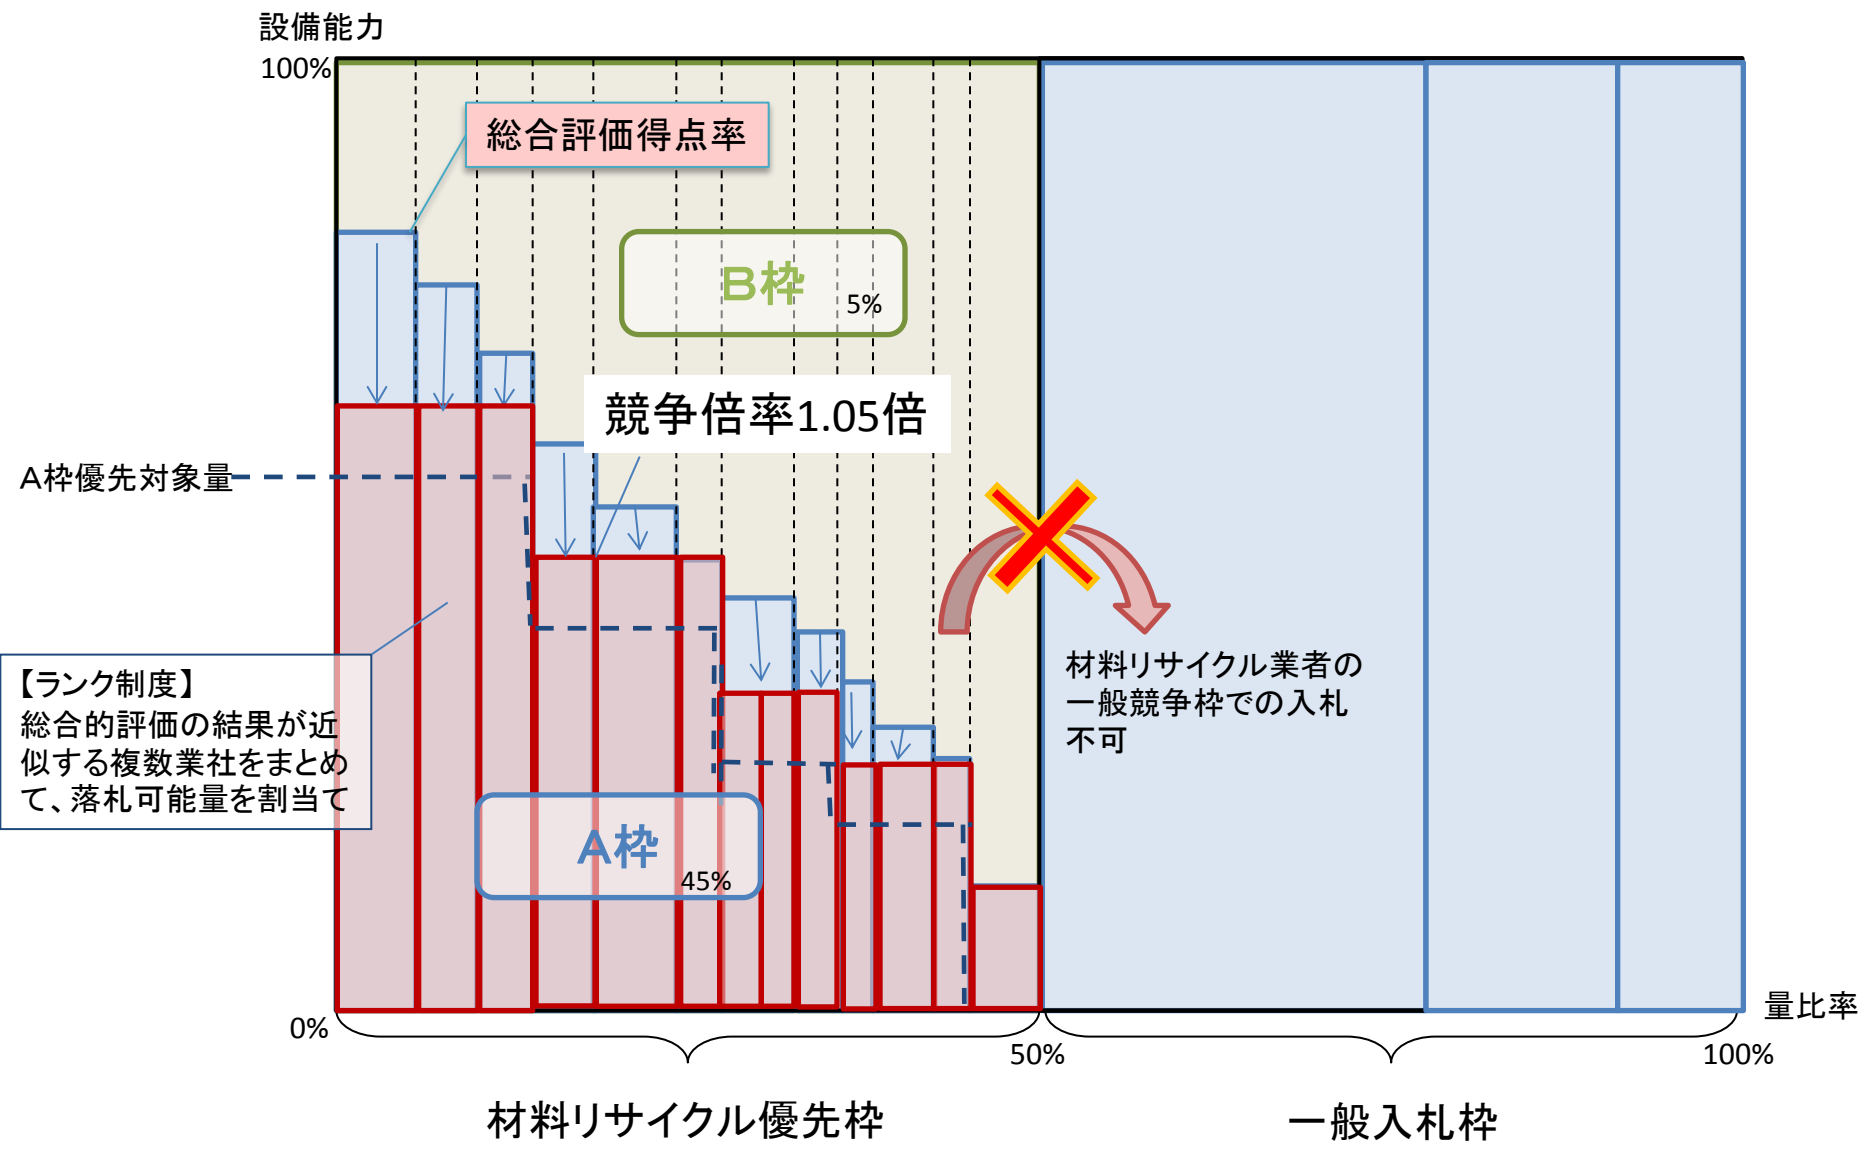 設備能力
100%
総合評価得点率
B枠
5%
競争倍率1.05倍
A枠優先対象量
【ランク制度】
総合的評価の結果が近
似する複数業社をまとめ
て、落札可能量を割当て
材料リサイクル業者の
一般競争枠での入札
不可
A枠
45%
0%
50%
100%
量比率
材料リサイクル優先枠
一般入札枠